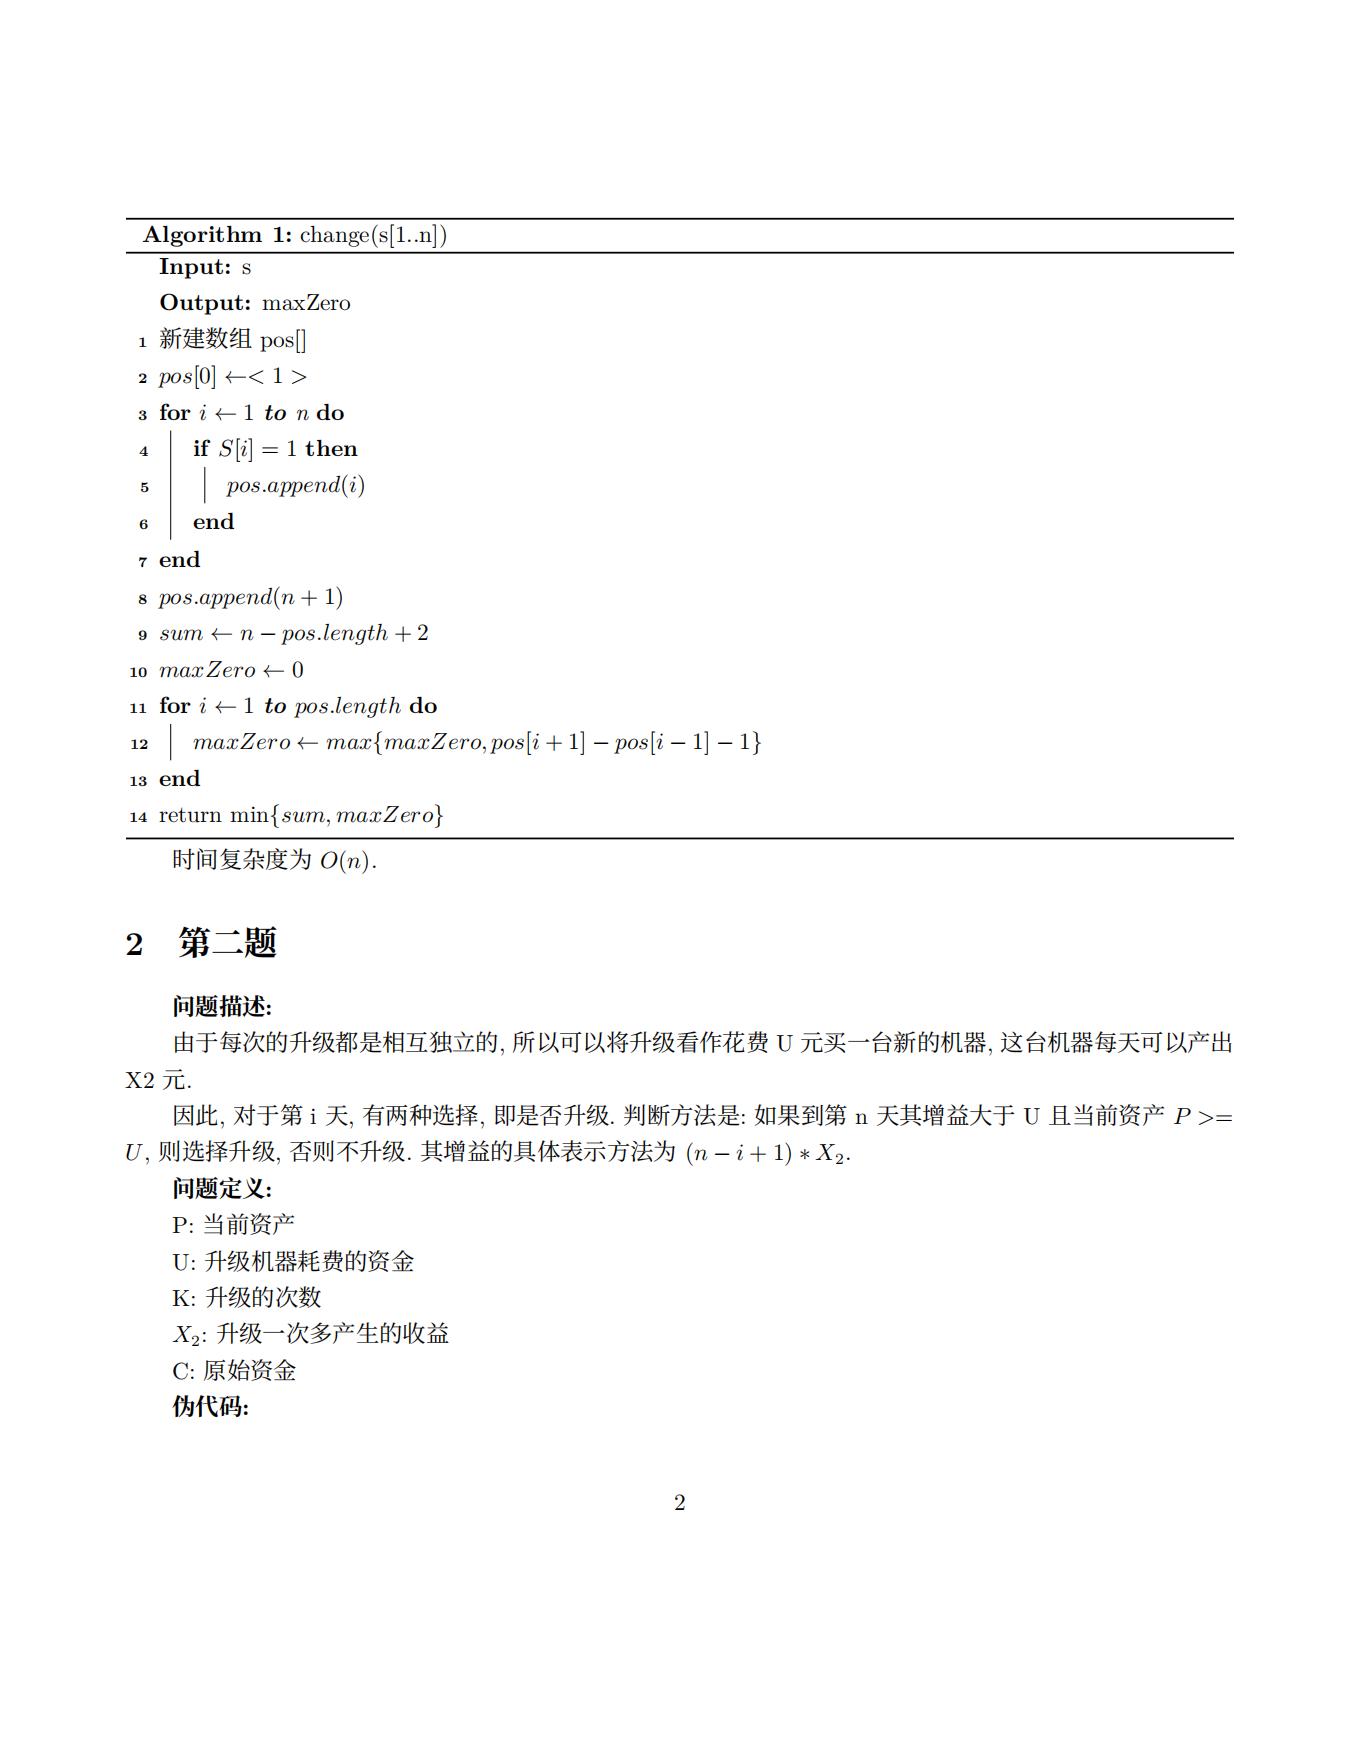 Algorithm 1: change(s[1..n])
Input: s
Output: maxZero
1 新建数组 pos[]
2 pos[0] ←< 1 >
3 for i ← 1 to n do
4 if S[i] = 1 then
5 pos.append(i)
6 end
7 end
8 pos.append(n + 1)
9 sum ← n − pos.length + 2
10 maxZero ← 0
11 for i ← 1 to pos.length do
12 maxZero ← max{maxZero, pos[i + 1] − pos[i − 1] − 1}
13 end
14 return min{sum, maxZero}
时间复杂度为 O(n).
2 第二题
问题描述:
由于每次的升级都是相互独立的, 所以可以将升级看作花费 U 元买一台新的机器, 这台机器每天可以产出
X2 元.
因此, 对于第 i 天, 有两种选择, 即是否升级. 判断方法是: 如果到第 n 天其增益大于 U 且当前资产 P >=
U, 则选择升级, 否则不升级. 其增益的具体表示方法为 (n − i + 1) ∗ X₂.
问题定义:
P: 当前资产
U: 升级机器耗费的资金
K: 升级的次数
X₂: 升级一次多产生的收益
C: 原始资金
伪代码:
2